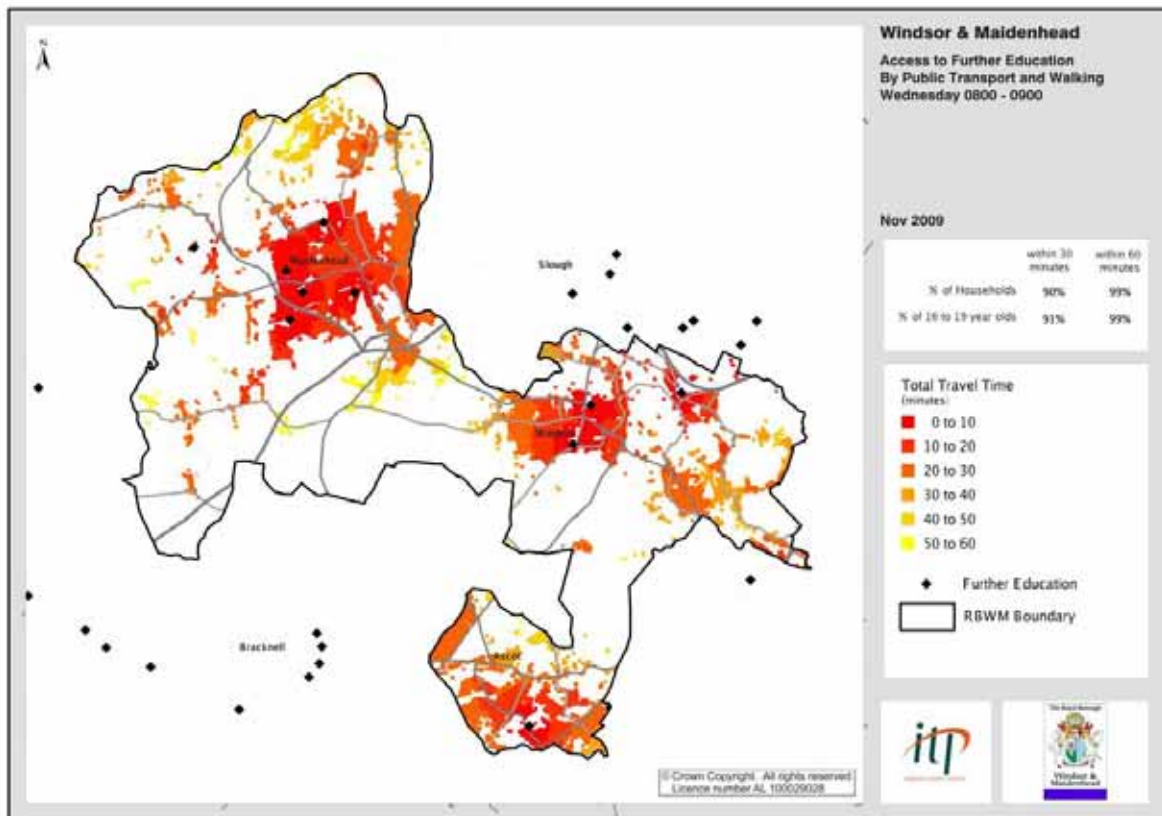 Windsor & Maidenhead
Access to Further Education
By Public Transport and Walking
Wednesday 0800 - 0900
Nov 2009
within 30 minutes
within 60 minutes
% of Households 90% 99%
% of 16 to 19 year olds 91% 99%
Total Travel Time
(minutes)
0 to 10
10 to 20
20 to 30
30 to 40
40 to 50
50 to 60
Further Education
RBWM Boundary
N
Maidenhead
Slough
Windsor
Bracknell
Ascot
© Crown Copyright. All rights reserved.
Licence number AL 100029028
itp
The Royal Borough
Windsor &
Maidenhead